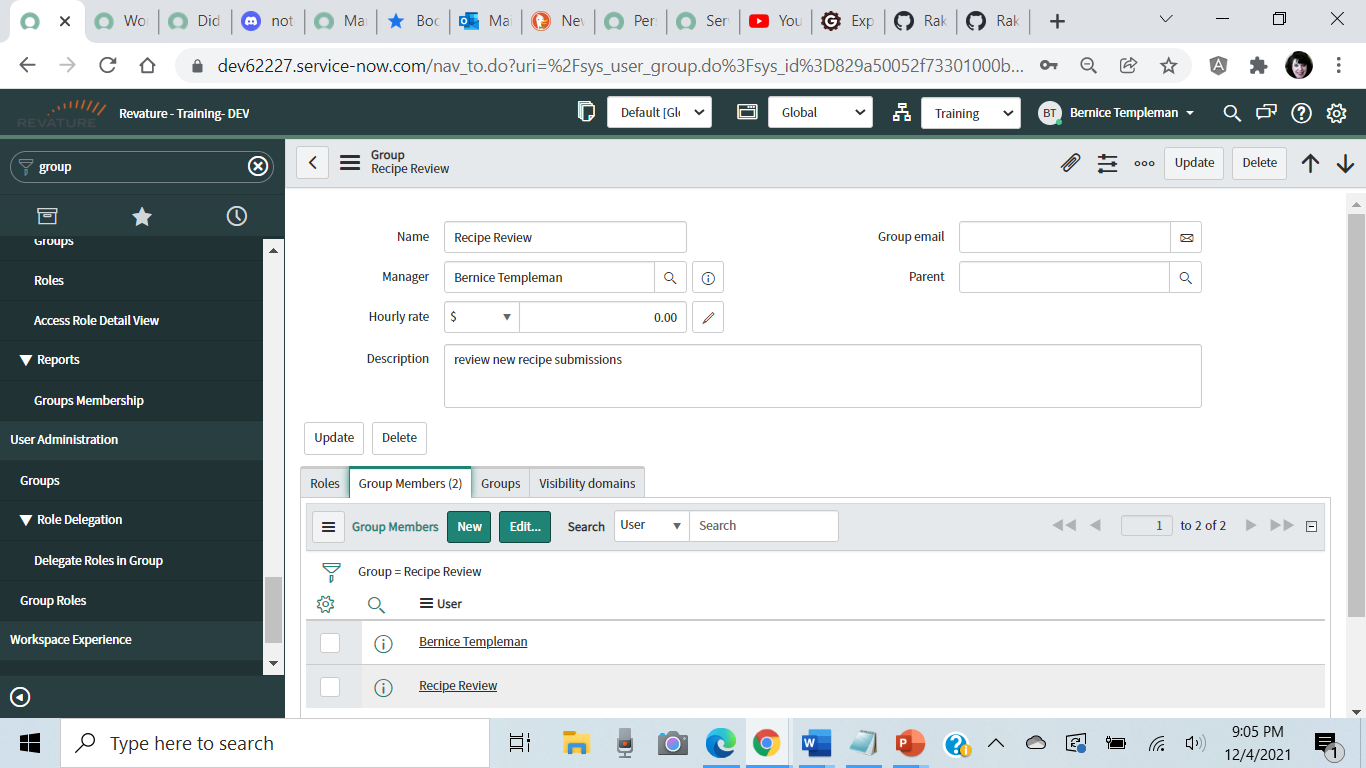 Wo
Did
not
Ma
Boc
Ma
Nev
Per
Ser
You
Exp
Rak
Rak
dev62227.service-now.com/nav_to.do?uri=%2Fsys_user_group.do%3Fsys_id%3D829a50052f73301000b...
REVATURE
Revature - Training- DEV
Default [Gl
Global
Training
BT
Bernice Templeman
group
Group
Recipe Review
Update
Delete
Groups
Roles
Access Role Detail View
Reports
Groups Membership
User Administration
Groups
Role Delegation
Delegate Roles in Group
Group Roles
Workspace Experience
Name
Recipe Review
Group email
Manager
Bernice Templeman
Parent
Hourly rate
$
0.00
Description
review new recipe submissions
Update
Delete
Roles
Group Members (2)
Groups
Visibility domains
Group Members
New
Edit...
Search
User
Search
1
to 2 of 2
Group = Recipe Review
User
Bernice Templeman
Recipe Review
Type here to search
9:05 PM
12/4/2021
1